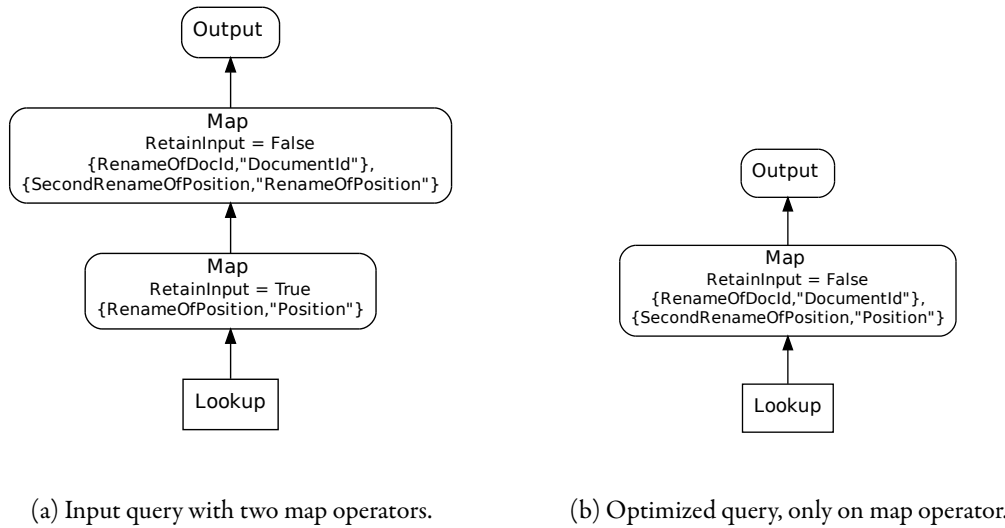 Output
Map
RetainInput = False
{RenameOfDocId,"DocumentId"},
{SecondRenameOfPosition,"RenameOfPosition"}
Map
RetainInput = True
{RenameOfPosition,"Position"}
Lookup
(a) Input query with two map operators.
Output
Map
RetainInput = False
{RenameOfDocId,"DocumentId"},
{SecondRenameOfPosition,"Position"}
Lookup
(b) Optimized query, only on map operator